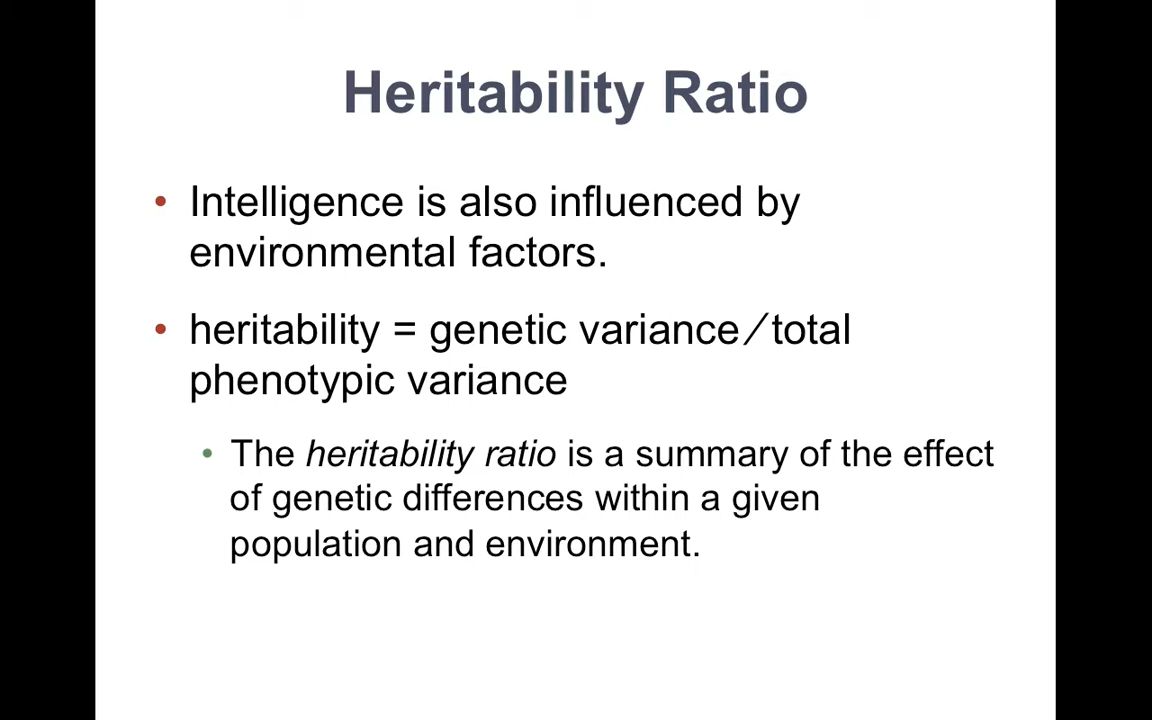 Heritability Ratio
• Intelligence is also influenced by
environmental factors.
• heritability = genetic variance ∕ total
phenotypic variance
• The heritability ratio is a summary of the effect
of genetic differences within a given
population and environment.